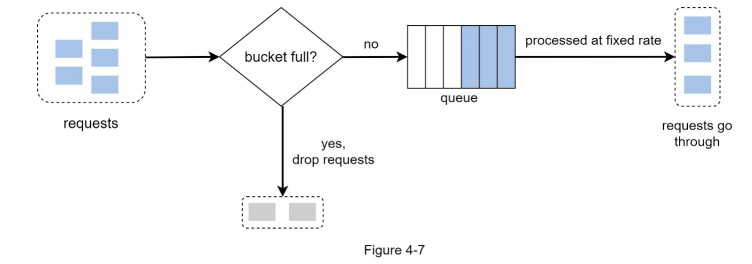 bucket full?
no
processed at fixed rate
queue
requests
requests go
through
yes,
drop requests
Figure 4-7